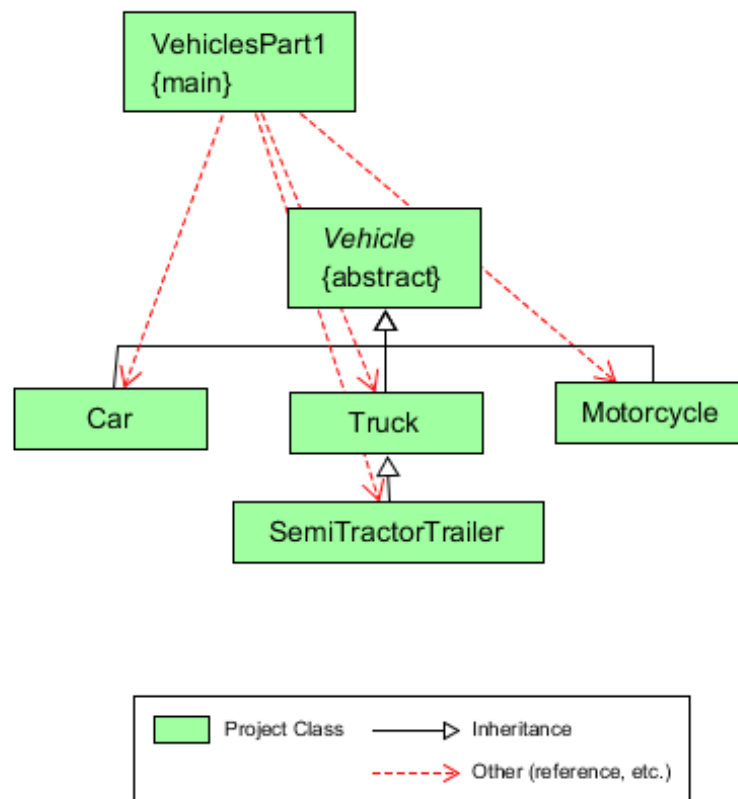 VehiclesPart1
{main}
Vehicle
{abstract}
Car
Truck
Motorcycle
SemiTractorTrailer
Project Class
Inheritance
Other (reference, etc.)